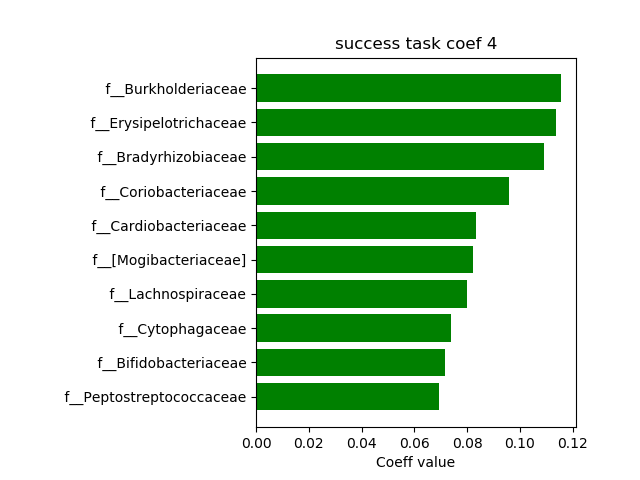 success task coef 4
f__Burkholderiaceae
f__Erysipelotrichaceae
f__Bradyrhizobiaceae
f__Coriobacteriaceae
f__Cardiobacteriaceae
f__[Mogibacteriaceae]
f__Lachnospiraceae
f__Cytophagaceae
f__Bifidobacteriaceae
f__Peptostreptococcaceae
0.00 0.02 0.04 0.06 0.08 0.10 0.12
Coeff value